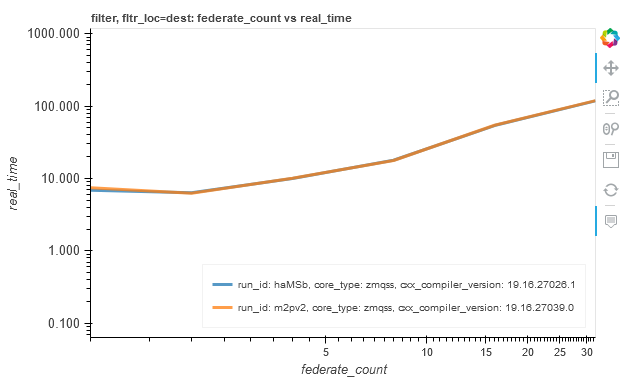 filter, fltr_loc=dest: federate_count vs real_time
1000.000
100.000
10.000
1.000
0.100
real_time
run_id: haMSb, core_type: zmqss, cxx_compiler_version: 19.16.27026.1
run_id: m2pv2, core_type: zmqss, cxx_compiler_version: 19.16.27039.0
5
10
15
20
25
30
federate_count